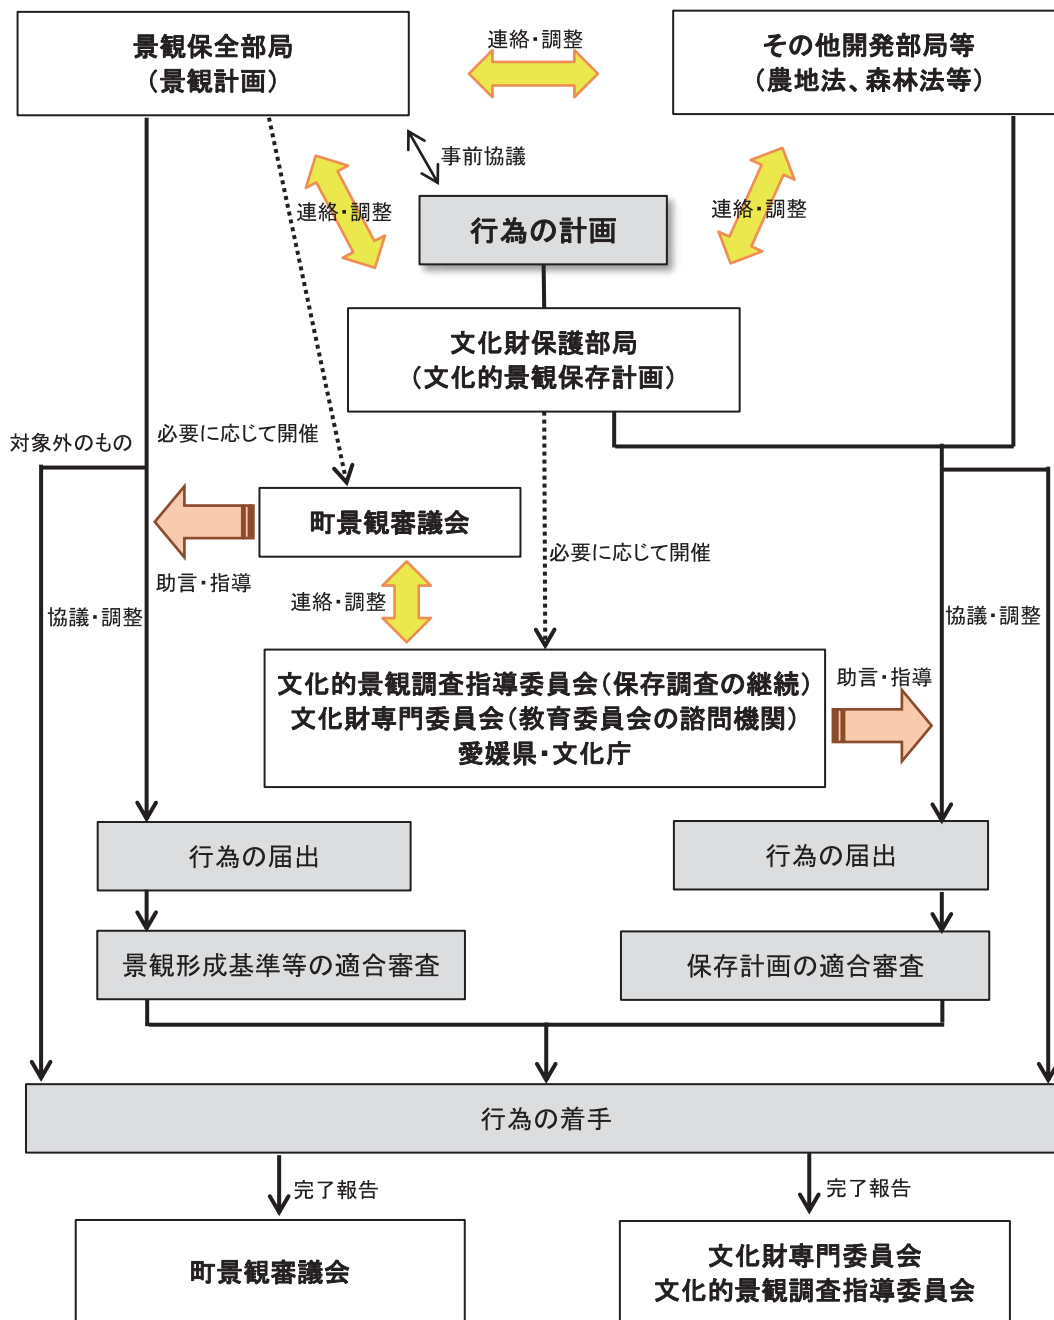 景観保全部局
（景観計画）
連絡・調整
その他開発部局等
（農地法、森林法等）
事前協議
連絡・調整
行為の計画
連絡・調整
文化財保護部局
（文化的景観保存計画）
対象外のもの
必要に応じて開催
町景観審議会
必要に応じて開催
助言・指導
連絡・調整
協議・調整
協議・調整
文化的景観調査指導委員会（保存調査の継続）
文化財専門委員会（教育委員会の諮問機関）
愛媛県・文化庁
助言・指導
行為の届出
行為の届出
景観形成基準等の適合審査
保存計画の適合審査
行為の着手
完了報告
完了報告
町景観審議会
文化財専門委員会
文化的景観調査指導委員会